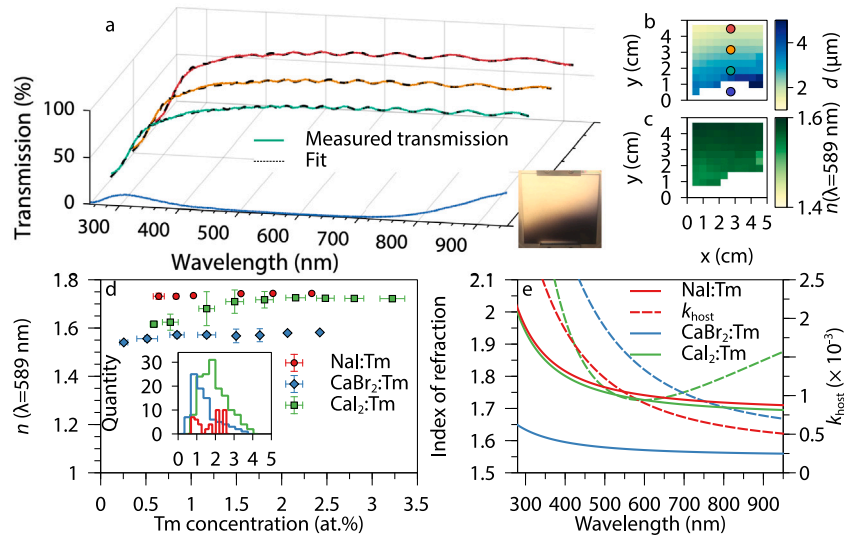 a
Transmission (%)
100
50
0
Measured transmission
Fit
300 400 500 600 700 800 900
Wavelength (nm)
b
y (cm)
4
3
2
1
0
d (μm)
4
2
c
y (cm)
4
3
2
1
0
0 1 2 3 4 5
x (cm)
n(λ=589 nm)
1.6
1.4
d
n (λ=589 nm)
1.8
1.6
1.4
1.2
1
Quantity
30
20
10
0
0 1 2 3 4 5
NaI:Tm
CaBr₂:Tm
CaI₂:Tm
0 0.5 1 1.5 2 2.5 3 3.5
Tm concentration (at.%)
e
Index of refraction
2.1
2
1.9
1.8
1.7
1.6
1.5
NaI:Tm
k_host
CaBr₂:Tm
CaI₂:Tm
2.5
2
1.5
1
0.5
0
k_host (× 10⁻³)
300 400 500 600 700 800 900
Wavelength (nm)